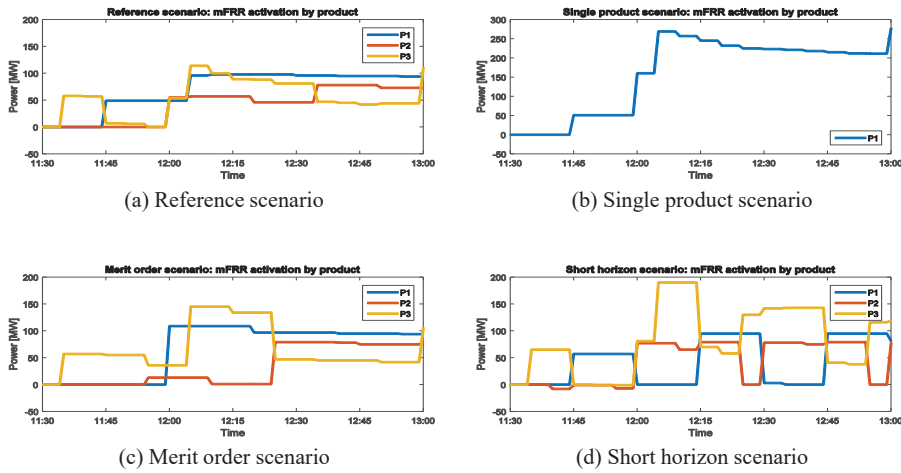 Reference scenario: mFRR activation by product
200
150
100
50
0
-50
Power [MW]
P1
P2
P3
11:30 11:45 12:00 12:15 12:30 12:45 13:00
Time
(a) Reference scenario
Single product scenario: mFRR activation by product
300
250
200
150
100
50
0
-50
Power [MW]
P1
11:30 11:45 12:00 12:15 12:30 12:45 13:00
Time
(b) Single product scenario
Merit order scenario: mFRR activation by product
200
150
100
50
0
-50
Power [MW]
P1
P2
P3
11:30 11:45 12:00 12:15 12:30 12:45 13:00
Time
(c) Merit order scenario
Short horizon scenario: mFRR activation by product
200
150
100
50
0
-50
Power [MW]
P1
P2
P3
11:30 11:45 12:00 12:15 12:30 12:45 13:00
Time
(d) Short horizon scenario